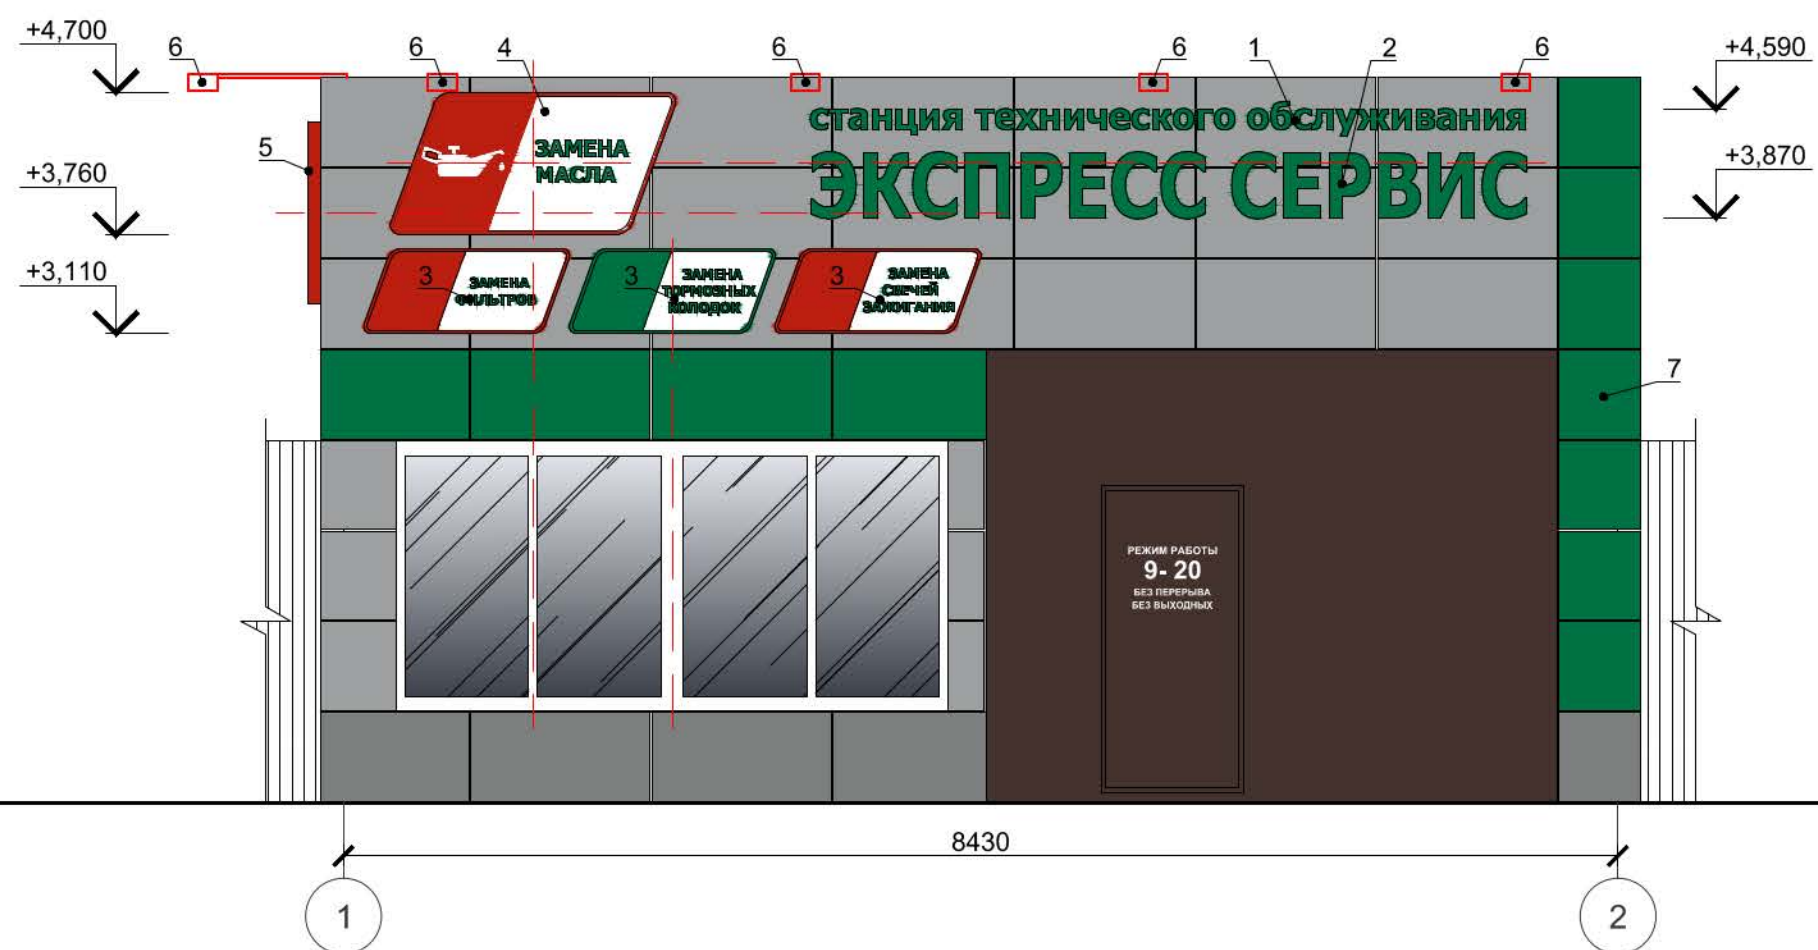 +4,700
6
6
4
6
6
1
2
6
+4,590
станция технического обслуживания
ЗАМЕНА
МАСЛА
5
+3,760
+3,870
ЭКСПРЕСС СЕРВИС
+3,110
3
ЗАМЕНА
ФИЛЬТРОВ
3
ЗАМЕНА
ТОРМОЗНЫХ
КОЛОДОК
3
ЗАМЕНА
СВЕЧЕЙ
ЗАЖИГАНИЯ
7
РЕЖИМ РАБОТЫ
9- 20
БЕЗ ПЕРЕРЫВА
БЕЗ ВЫХОДНЫХ
8430
1
2